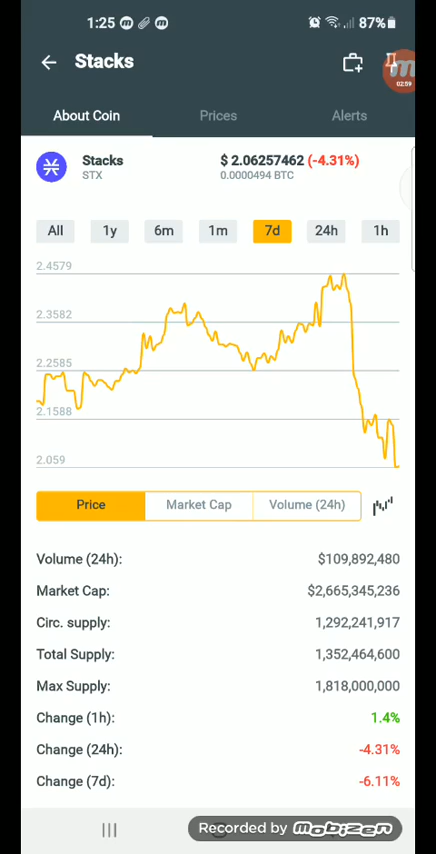 1:25 87%
Stacks
02:59
About Coin Prices Alerts
Stacks $ 2.06257462 (-4.31%)
STX 0.0000494 BTC
All 1y 6m 1m 7d 24h 1h
2.4579
2.3582
2.2585
2.1588
2.059
Price Market Cap Volume (24h)
Volume (24h): $109,892,480
Market Cap: $2,665,345,236
Circ. supply: 1,292,241,917
Total Supply: 1,352,464,600
Max Supply: 1,818,000,000
Change (1h): 1.4%
Change (24h): -4.31%
Change (7d): -6.11%
Recorded by mobizen